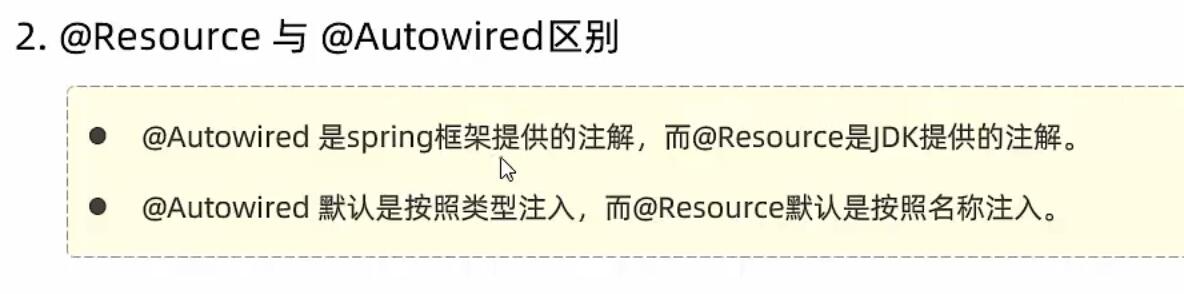 2. @Resource 与 @Autowired区别
● @Autowired 是spring框架提供的注解，而@Resource是JDK提供的注解。
● @Autowired 默认是按照类型注入，而@Resource默认是按照名称注入。